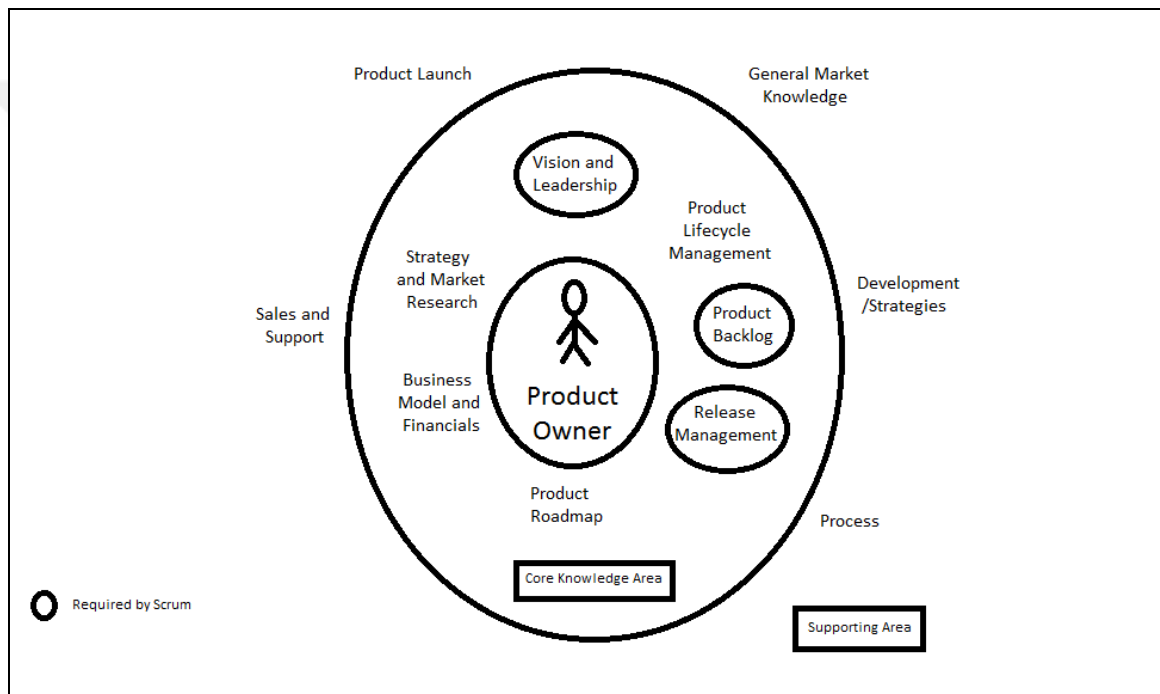 Product Launch
General Market
Knowledge
Vision and
Leadership
Product
Lifecycle
Management
Strategy
and Market
Research
Development
/Strategies
Sales and
Support
Product
Backlog
Business
Model and
Financials
Product
Owner
Release
Management
Product
Roadmap
Process
Core Knowledge Area
Required by Scrum
Supporting Area